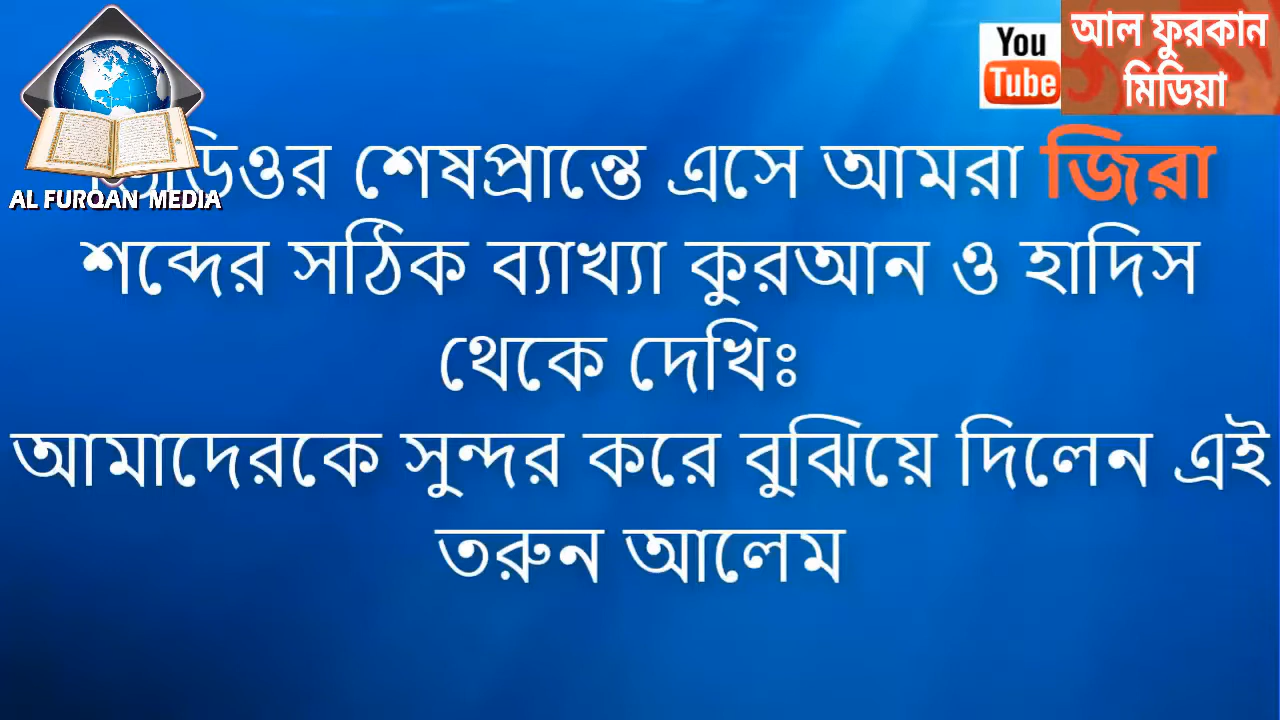 You
Tube
আল ফুরকান
মিডিয়া
AL FURQAN MEDIA
শেষপ্রান্তে এসে আমরা জিরা
শব্দের সঠিক ব্যাখ্যা কুরআন ও হাদিস
থেকে দেখিঃ
আমাদেরকে সুন্দর করে বুঝিয়ে দিলেন এই
তরুন আলেম